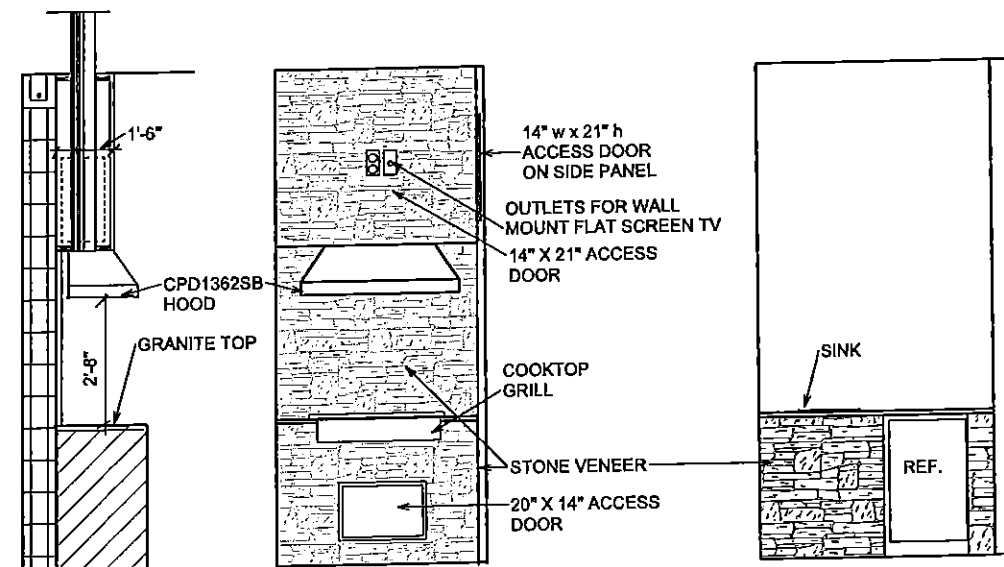 1'-6"
CPD1362SB
HOOD
GRANITE TOP
2'-8"
14" w x 21" h
ACCESS DOOR
ON SIDE PANEL
OUTLETS FOR WALL
MOUNT FLAT SCREEN TV
14" X 21" ACCESS
DOOR
COOKTOP
GRILL
STONE VENEER
20" X 14" ACCESS
DOOR
SINK
REF.